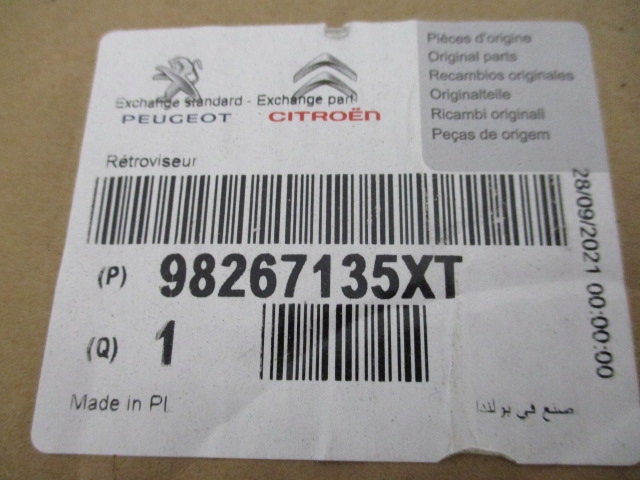 Pièces d'origine
Original parts
Recambios originales
Originalteile
Ricambi originali
Peças de origem
Exchange standard - Exchange part
PEUGEOT CITROËN
Rétroviseur
(P) 98267135XT
(Q) 1
28/09/2021 00:00:00
Made in PL
صنع في بولندا